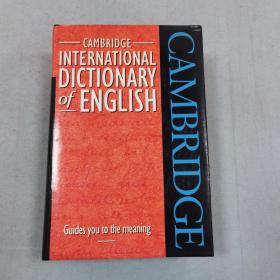 CAMBRIDGE
INTERNATIONAL
DICTIONARY
of ENGLISH
Guides you to the meaning
CAMBRIDGE